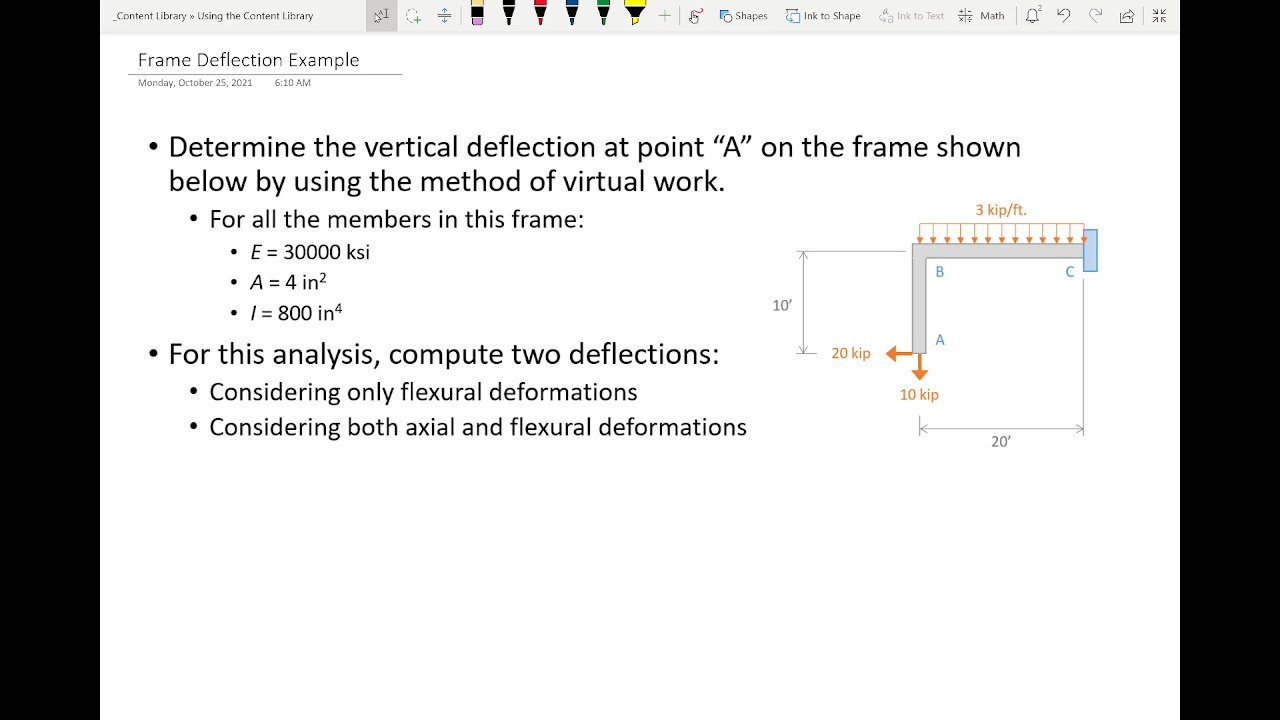 _Content Library » Using the Content Library
Shapes
Ink to Shape
Ink to Text
Math
Frame Deflection Example
Monday, October 25, 2021 6:10 AM
• Determine the vertical deflection at point “A” on the frame shown
below by using the method of virtual work.
• For all the members in this frame:
• E = 30000 ksi
• A = 4 in²
• I = 800 in⁴
• For this analysis, compute two deflections:
• Considering only flexural deformations
• Considering both axial and flexural deformations
3 kip/ft.
B
C
10’
A
20 kip
10 kip
20’